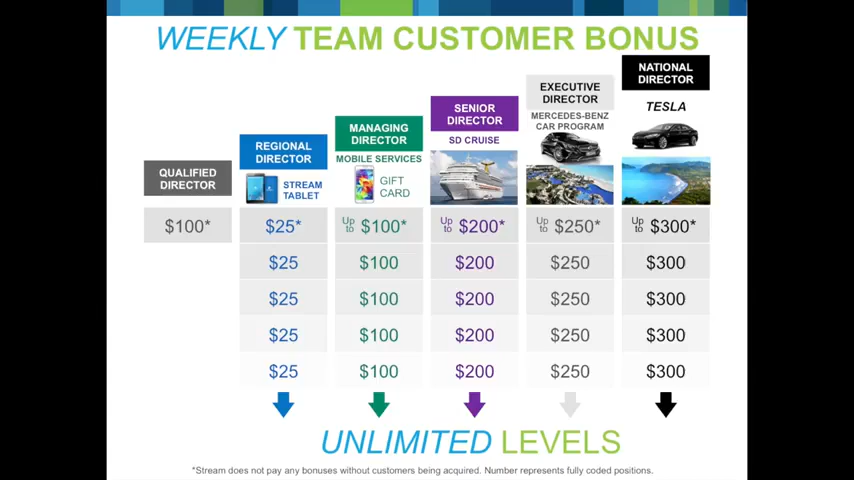 WEEKLY TEAM CUSTOMER BONUS
QUALIFIED
DIRECTOR
$100*
REGIONAL
DIRECTOR
STREAM
TABLET
$25*
$25
$25
$25
$25
MANAGING
DIRECTOR
MOBILE SERVICES
GIFT
CARD
Up to $100*
$100
$100
$100
$100
SENIOR
DIRECTOR
SD CRUISE
Up to $200*
$200
$200
$200
$200
EXECUTIVE
DIRECTOR
MERCEDES-BENZ
CAR PROGRAM
Up to $250*
$250
$250
$250
$250
NATIONAL
DIRECTOR
TESLA
Up to $300*
$300
$300
$300
$300
UNLIMITED LEVELS
*Stream does not pay any bonuses without customers being acquired. Number represents fully coded positions.